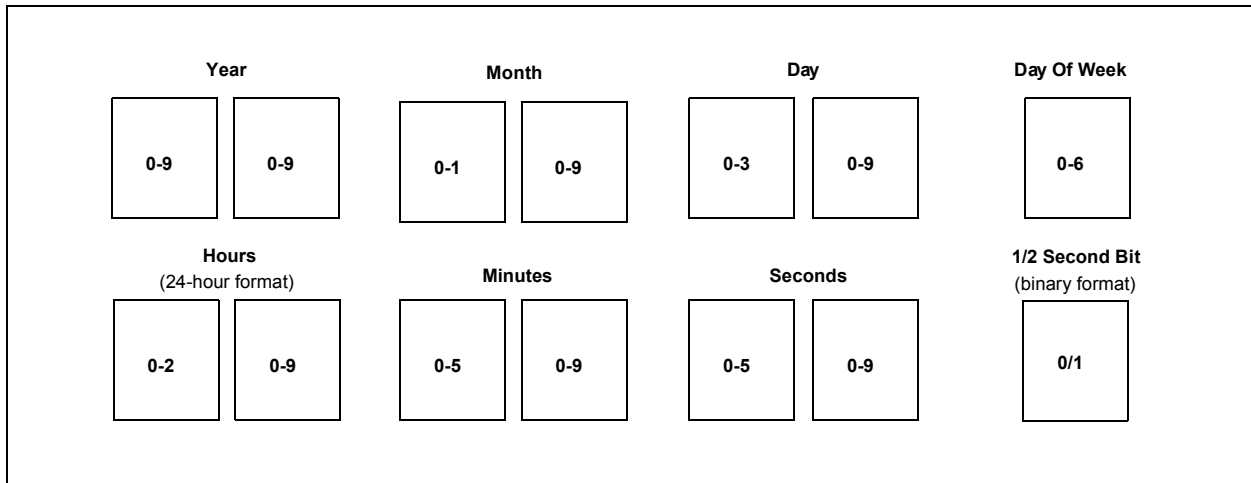 Year Month Day Day Of Week
0-9 0-9 0-1 0-9 0-3 0-9 0-6
Hours
(24-hour format)
Minutes
Seconds
1/2 Second Bit
(binary format)
0-2 0-9 0-5 0-9 0-5 0-9 0/1